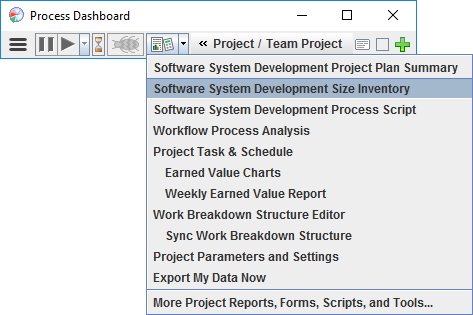 Process Dashboard
« Project / Team Project
Software System Development Project Plan Summary
Software System Development Size Inventory
Software System Development Process Script
Workflow Process Analysis
Project Task & Schedule
Earned Value Charts
Weekly Earned Value Report
Work Breakdown Structure Editor
Sync Work Breakdown Structure
Project Parameters and Settings
Export My Data Now
More Project Reports, Forms, Scripts, and Tools...